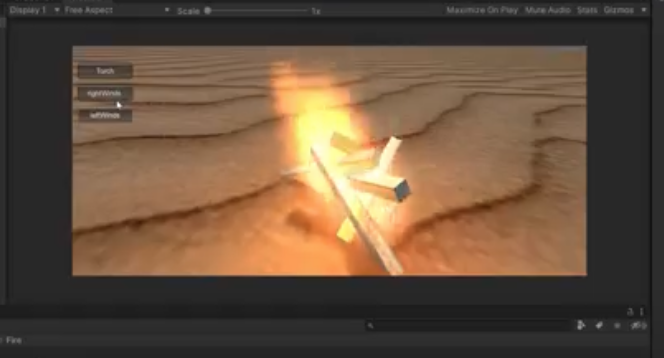 Display 1 Free Aspect Scale 1x Maximize On Play Mute Audio Stats Gizmos
Torch
rightWinds
leftWinds
Fire